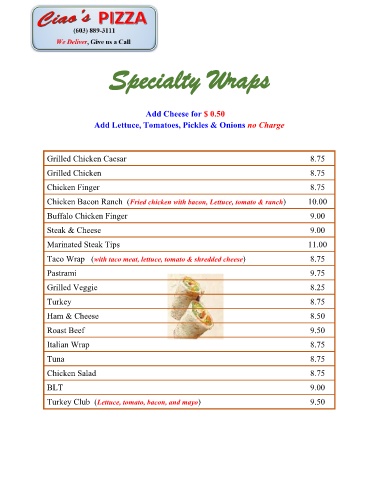 Ciao's PIZZA
(603) 889-3111
We Deliver, Give us a Call
Specialty Wraps
Add Cheese for $ 0.50
Add Lettuce, Tomatoes, Pickles & Onions no Charge
Grilled Chicken Caesar 8.75
Grilled Chicken 8.75
Chicken Finger 8.75
Chicken Bacon Ranch (Fried chicken with bacon, Lettuce, tomato & ranch) 10.00
Buffalo Chicken Finger 9.00
Steak & Cheese 9.00
Marinated Steak Tips 11.00
Taco Wrap (with taco meat, lettuce, tomato & shredded cheese) 8.75
Pastrami 9.75
Grilled Veggie 8.25
Turkey 8.75
Ham & Cheese 8.50
Roast Beef 9.50
Italian Wrap 8.75
Tuna 8.75
Chicken Salad 8.75
BLT 9.00
Turkey Club (Lettuce, tomato, bacon, and mayo) 9.50